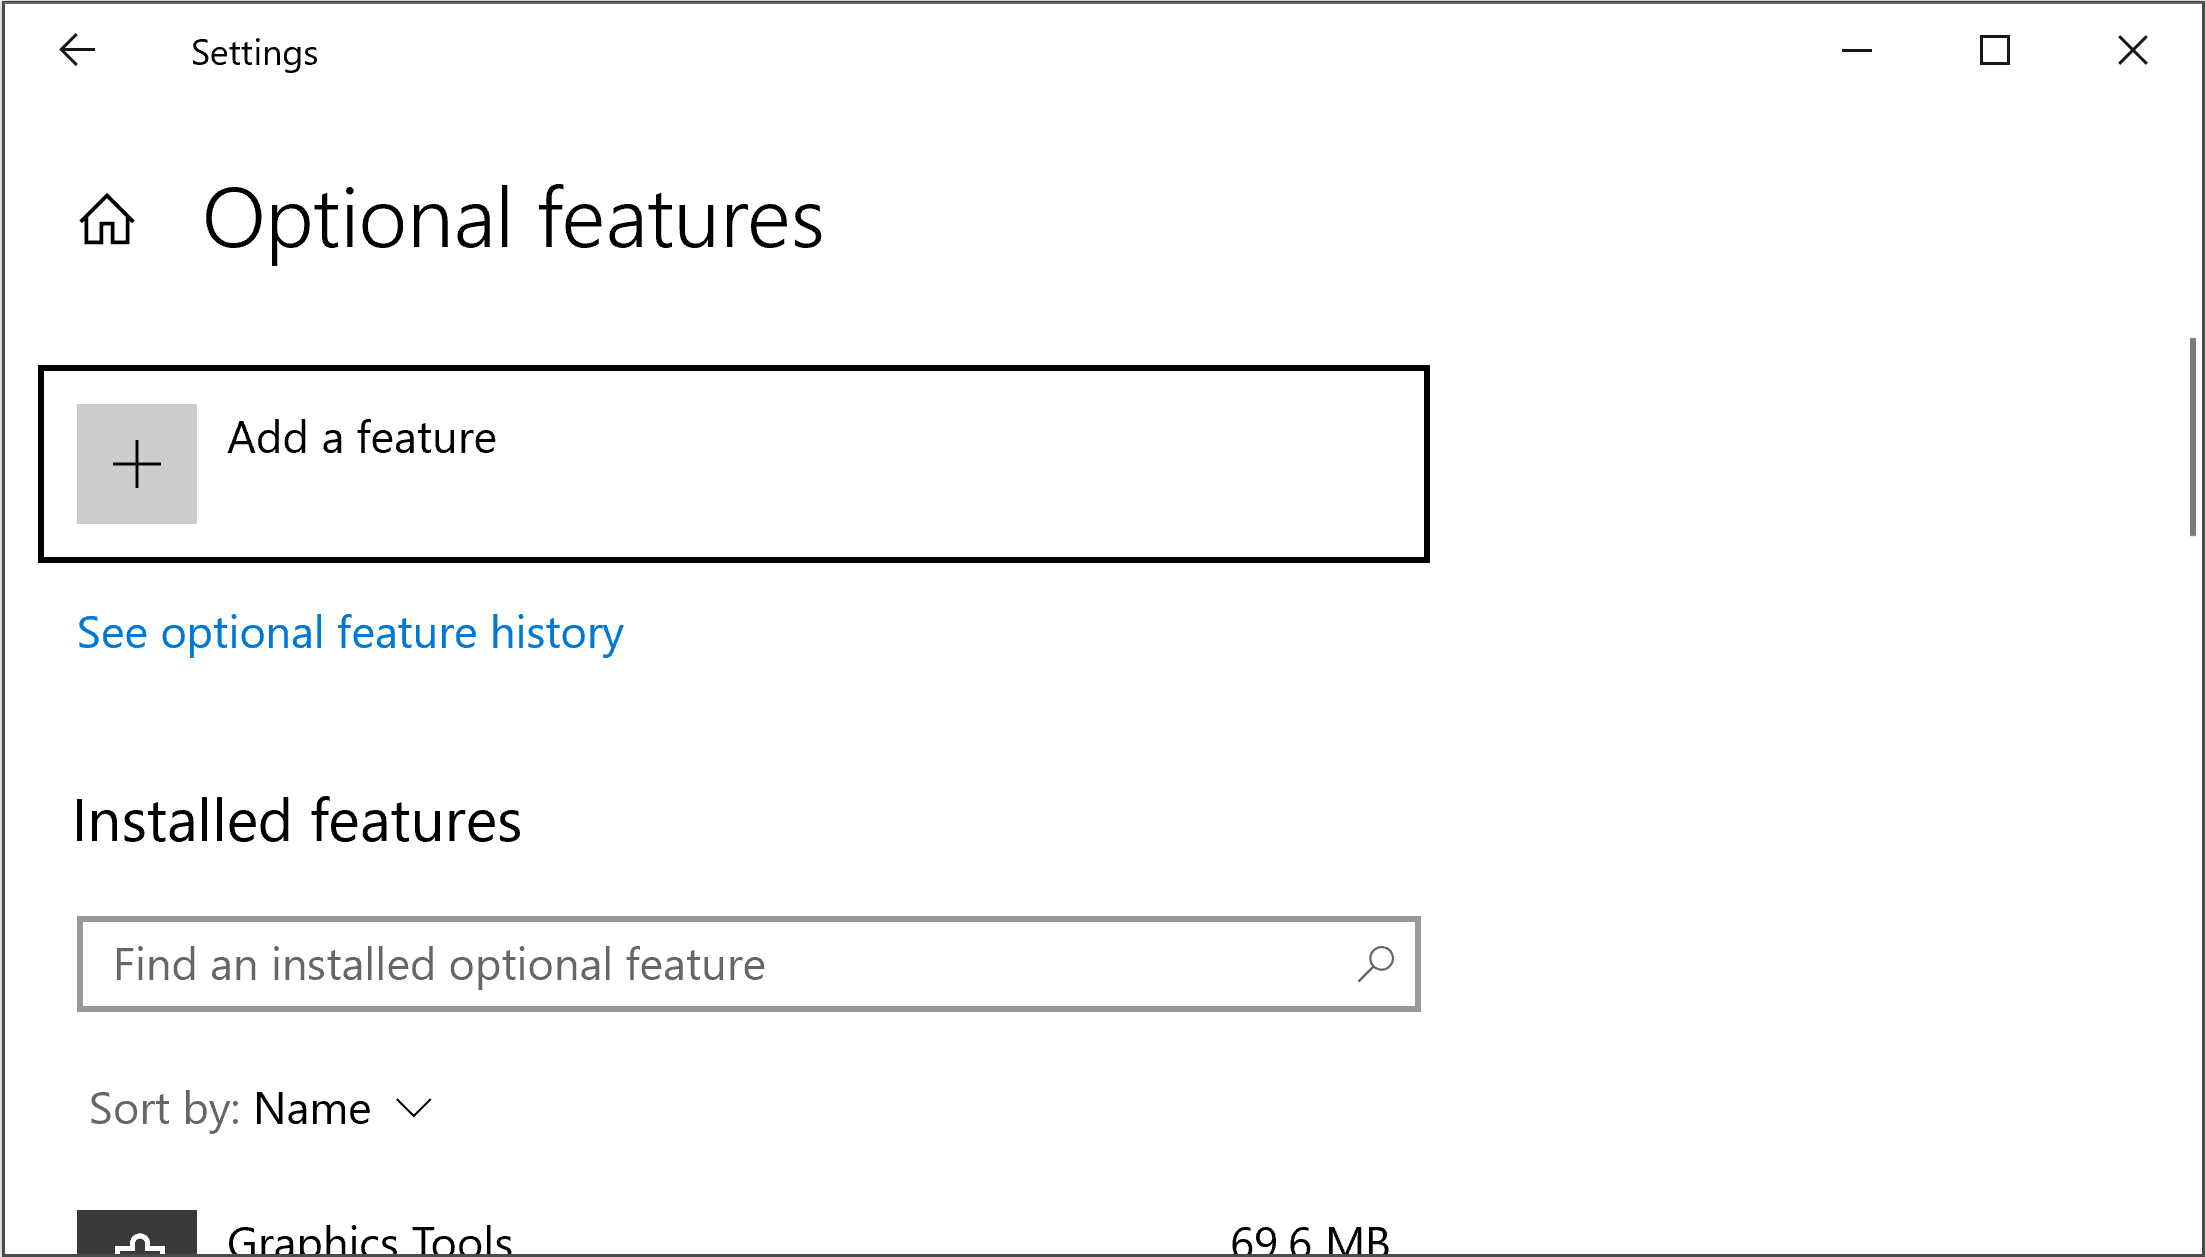 Settings
Optional features
Add a feature
See optional feature history
Installed features
Find an installed optional feature
Sort by: Name
Graphics Tools 69.6 MB